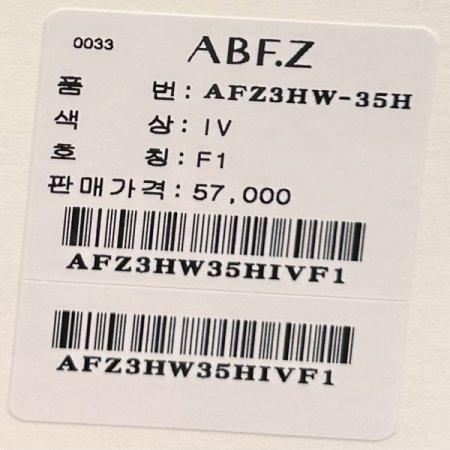 0033 ABF.Z
품 번 : AFZ3HW-35H
색 상 : IV
호 칭 : F1
판매가격 : 57,000
AFZ3HW35HIVF1
AFZ3HW35HIVF1